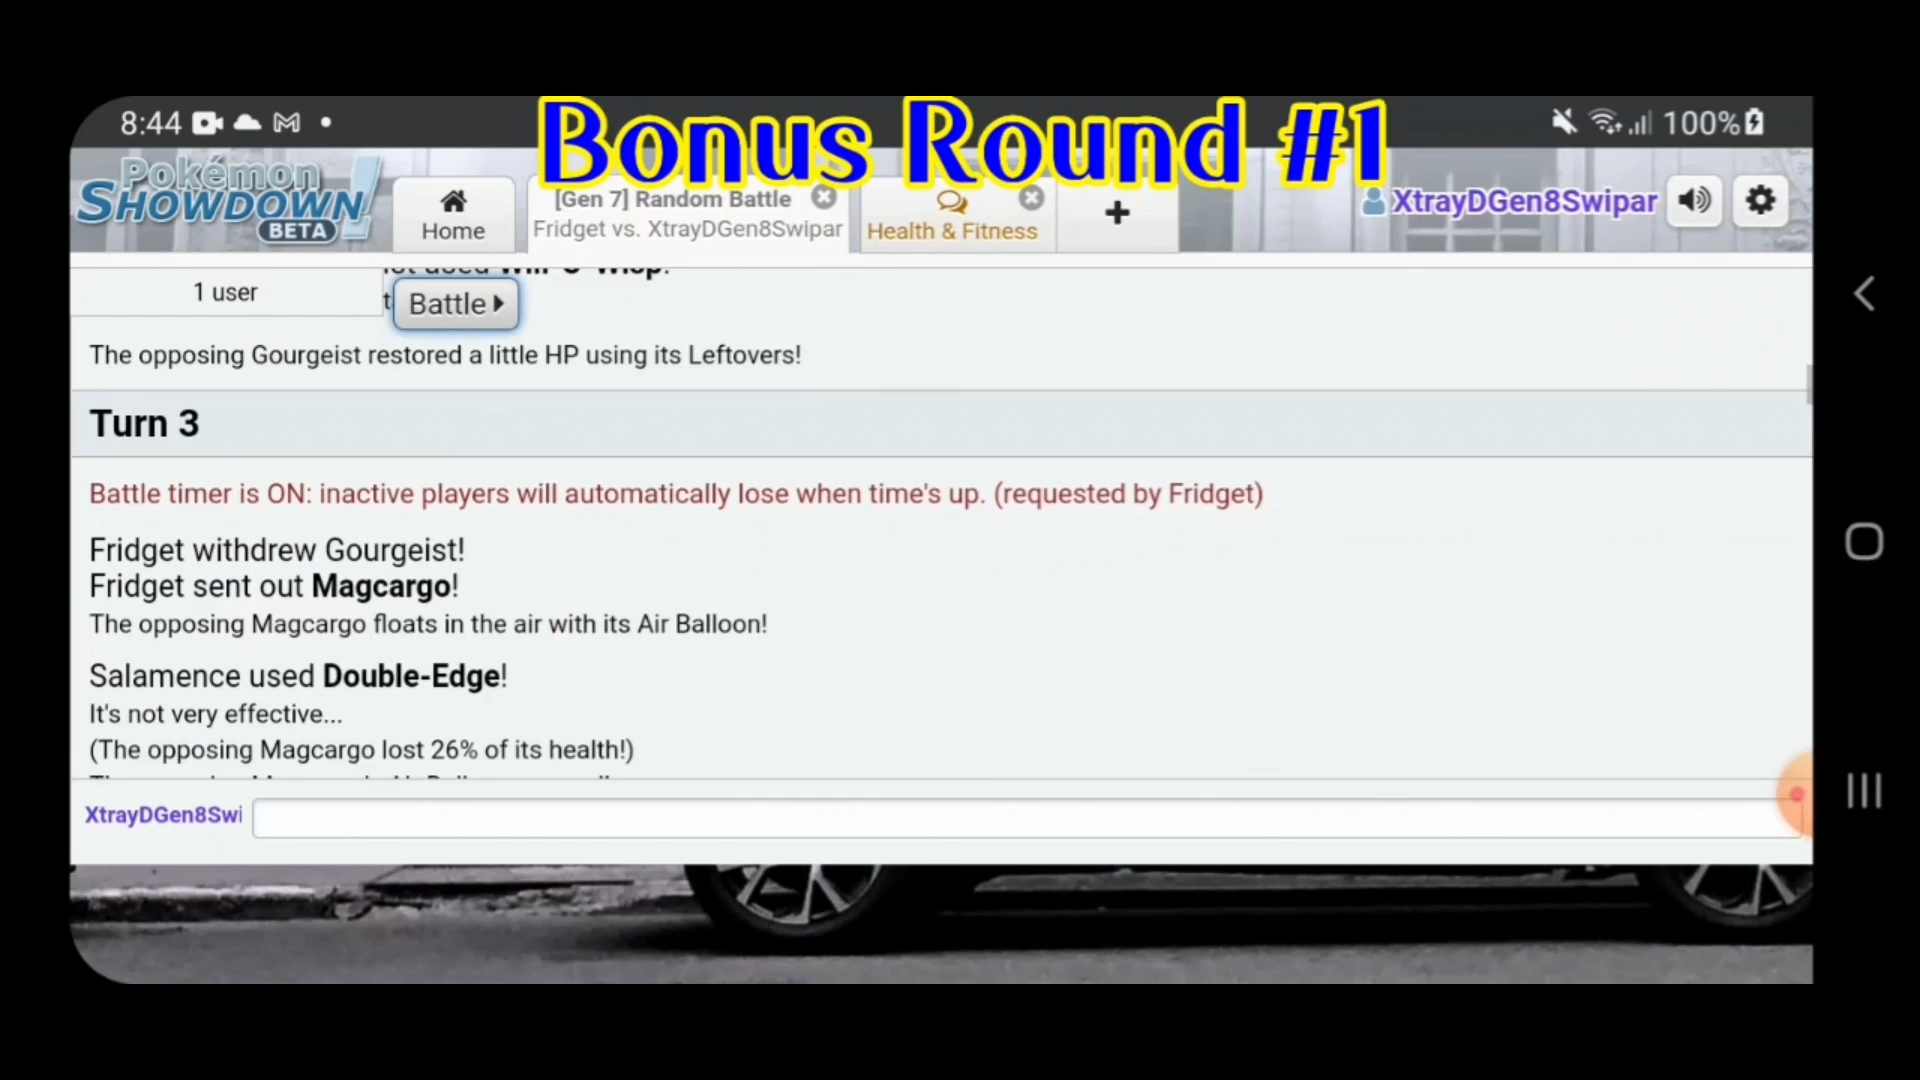 Bonus Round #1
8:44
100%
Pokémon
SHOWDOWN!
BETA
Home
[Gen 7] Random Battle
Fridget vs. XtrayDGen8Swipar
Health & Fitness
XtrayDGen8Swipar
used Will-O-Wisp!
1 user
Battle
The opposing Gourgeist restored a little HP using its Leftovers!
Turn 3
Battle timer is ON: inactive players will automatically lose when time's up. (requested by Fridget)
Fridget withdrew Gourgeist!
Fridget sent out Magcargo!
The opposing Magcargo floats in the air with its Air Balloon!
Salamence used Double-Edge!
It's not very effective...
(The opposing Magcargo lost 26% of its health!)
XtrayDGen8Swi